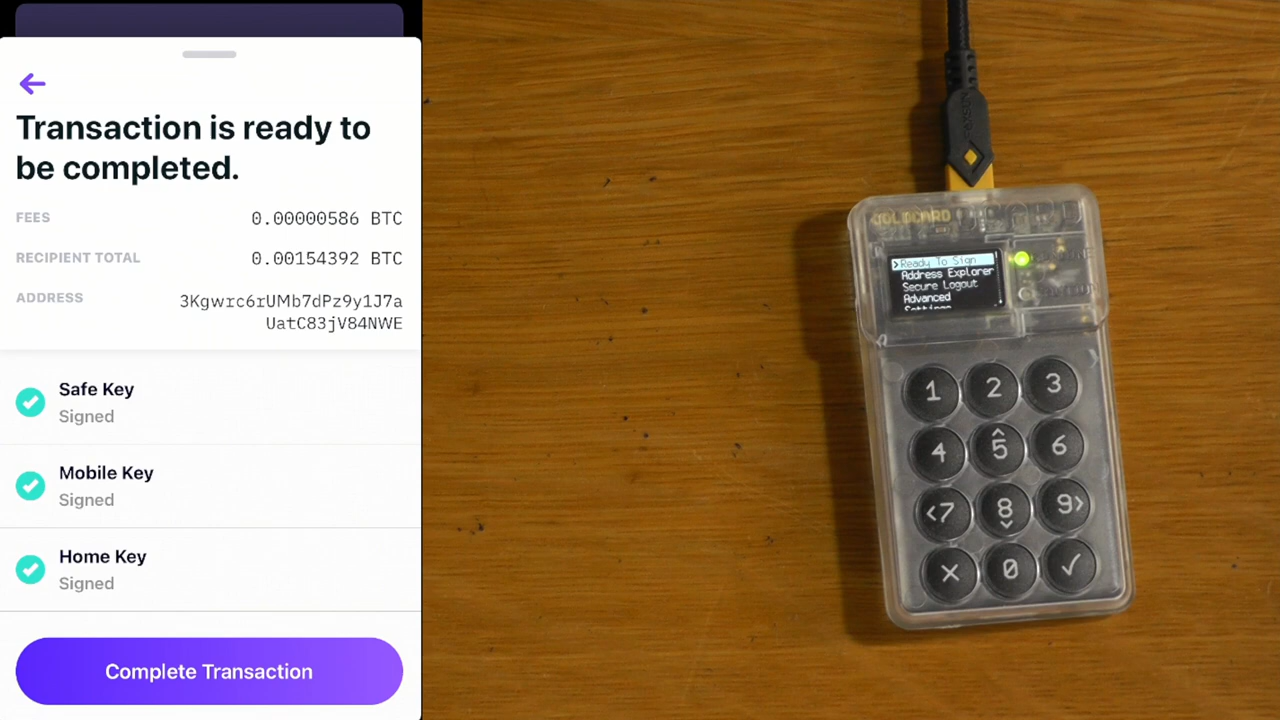 Transaction is ready to
be completed.
FEES 0.00000586 BTC
RECIPIENT TOTAL 0.00154392 BTC
ADDRESS 3Kgwrc6rUMb7dPz9y1J7a
UatC83jV84NWE
Safe Key
Signed
Mobile Key
Signed
Home Key
Signed
Complete Transaction
COLDCARD
>Ready To Sign
Address Explorer
Secure Logout
Advanced
Settings
1 2 3
4 5 6
<7 8 9>
X 0 ✓